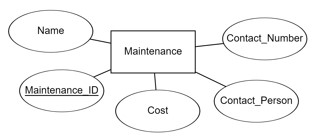 Name
Contact_Number
Maintenance
Maintenance_ID
Cost
Contact_Person